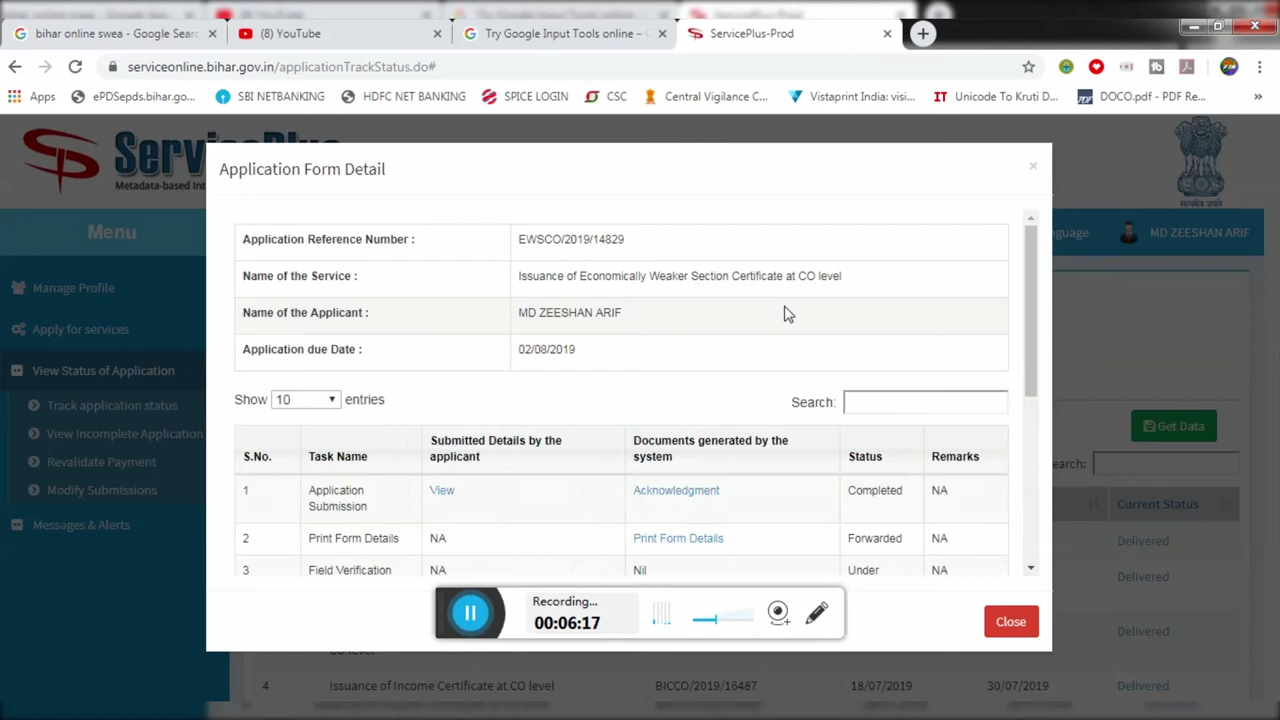 bihar online swea - Google Sear
(8) YouTube
Try Google Input Tools online –
ServicePlus-Prod
serviceonline.bihar.gov.in/applicationTrackStatus.do#
Apps
ePDSepds.bihar.go...
SBI NETBANKING
HDFC NET BANKING
SPICE LOGIN
CSC
Central Vigilance C...
Vistaprint India: visi...
Unicode To Kruti D...
DOCO.pdf - PDF Re...
»
Metadata-based Int
सत्यमेव जयते
Menu
nguage
MD ZEESHAN ARIF
Manage Profile
Apply for services
View Status of Application
Track application status
View Incomplete Application
Revalidate Payment
Modify Submissions
Messages & Alerts
Application Form Detail
×
Application Reference Number : EWSCO/2019/14829
Name of the Service : Issuance of Economically Weaker Section Certificate at CO level
Name of the Applicant : MD ZEESHAN ARIF
Application due Date : 02/08/2019
Show 10 entries
Search:
S.No. Task Name Submitted Details by the applicant Documents generated by the system Status Remarks
1 Application Submission View Acknowledgment Completed NA
2 Print Form Details NA Print Form Details Forwarded NA
3 Field Verification NA Nil Under NA
Recording...
00:06:17
Close
Get Data
earch:
Current Status
Delivered
Delivered
Delivered
4 Issuance of Income Certificate at CO level BICCO/2019/16487 18/07/2019 30/07/2019 Delivered